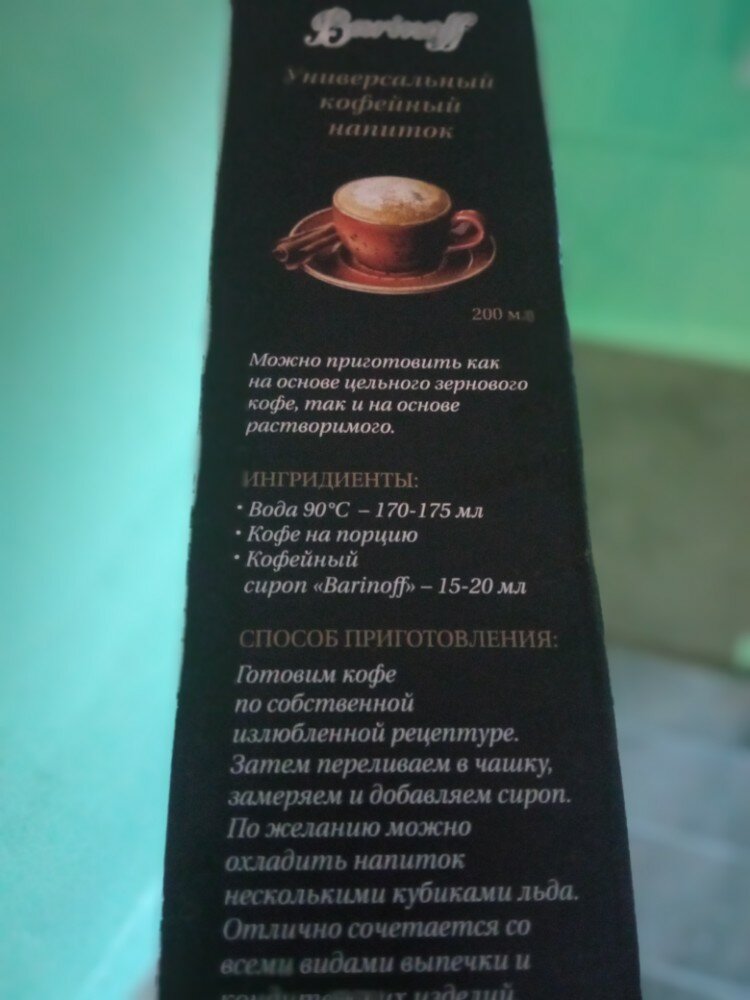 Barinoff
Универсальный
кофейный
напиток
200 мл
Можно приготовить как
на основе цельного зернового
кофе, так и на основе
растворимого.
ИНГРИДИЕНТЫ:
• Вода 90°C – 170-175 мл
• Кофе на порцию
• Кофейный
сироп «Barinoff» – 15-20 мл
СПОСОБ ПРИГОТОВЛЕНИЯ:
Готовим кофе
по собственной
излюбленной рецептуре.
Затем переливаем в чашку,
замеряем и добавляем сироп.
По желанию можно
охладить напиток
несколькими кубиками льда.
Отлично сочетается со
всеми видами выпечки и
кондитерских изделий